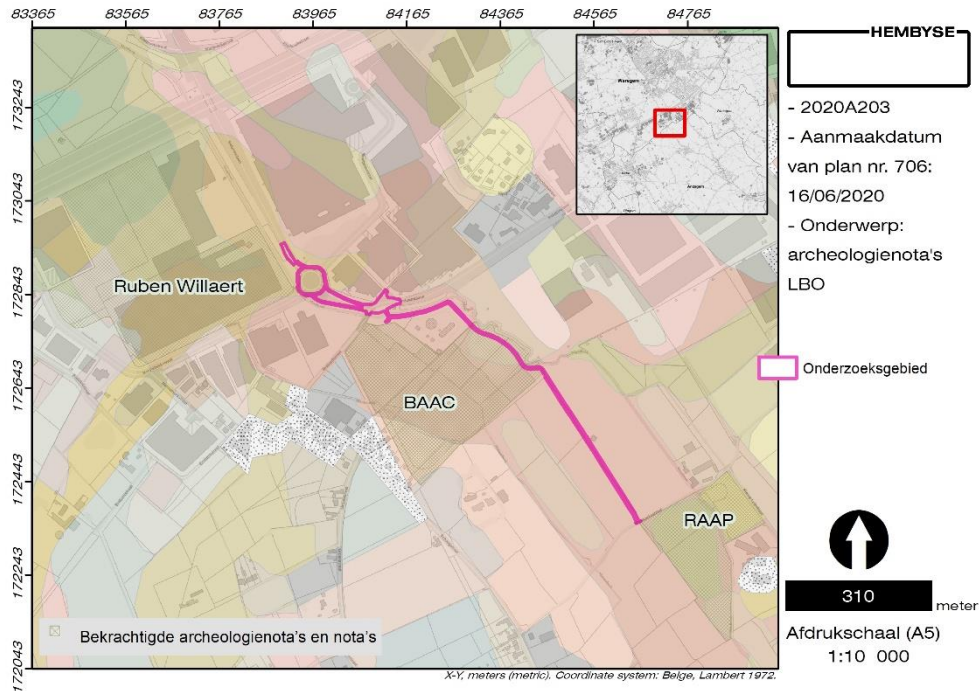 83365 83565 83765 83965 84165 84365 84565 84765
173243
173043
172843
172643
172443
172243
172043
Ruben Willaert
BAAC
RAAP
Bekrachtigde archeologienota's en nota's
X-Y, meters (metric). Coordinate system: Belge, Lambert 1972.
HEMBYSE
- 2020A203
- Aanmaakdatum
van plan nr. 706:
16/06/2020
- Onderwerp:
archeologienota's
LBO
Onderzoeksgebied
310 meter
Afdrukschaal (A5)
1:10 000